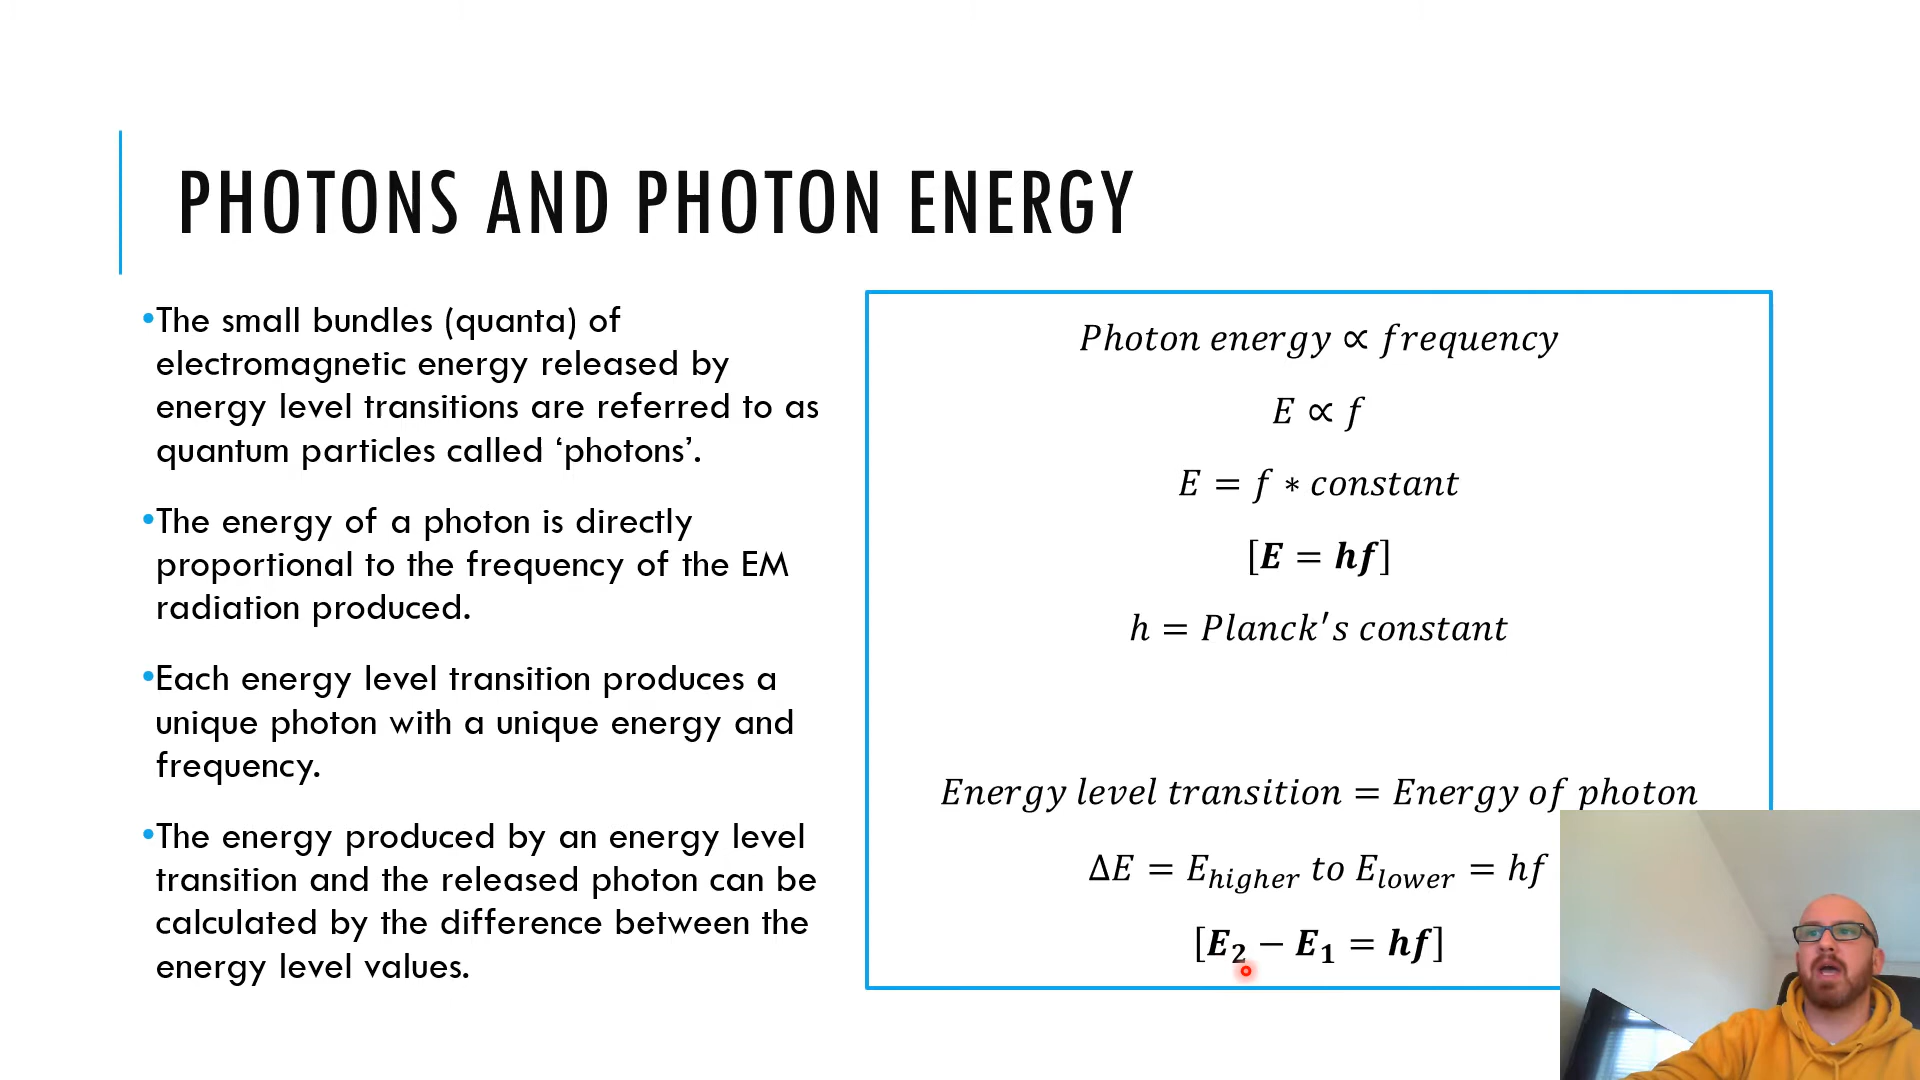 PHOTONS AND PHOTON ENERGY
•The small bundles (quanta) of
electromagnetic energy released by
energy level transitions are referred to as
quantum particles called ‘photons’.
•The energy of a photon is directly
proportional to the frequency of the EM
radiation produced.
•Each energy level transition produces a
unique photon with a unique energy and
frequency.
•The energy produced by an energy level
transition and the released photon can be
calculated by the difference between the
energy level values.
Photon energy ∝ frequency
E ∝ f
E = f ∗ constant
[E = hf]
h = Planck′s constant
Energy level transition = Energy of photon
ΔE = E_higher to E_lower = hf
[E₂ − E₁ = hf]